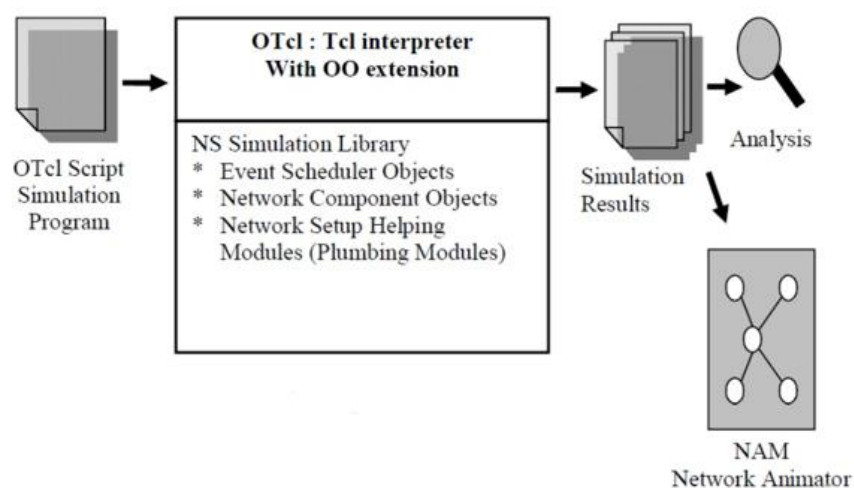 OTcl : Tcl interpreter
With OO extension
OTcl Script
Simulation
Program
NS Simulation Library
* Event Scheduler Objects
* Network Component Objects
* Network Setup Helping
Modules (Plumbing Modules)
Simulation
Results
Analysis
NAM
Network Animator